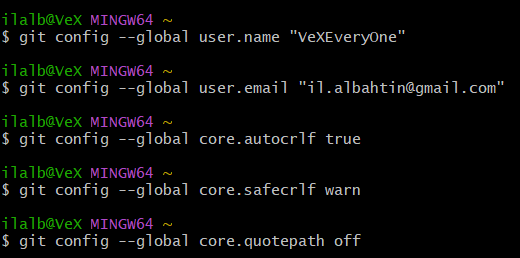 ilalb@VeX MINGW64 ~
$ git config --global user.name "VeXEveryOne"
ilalb@VeX MINGW64 ~
$ git config --global user.email "il.albahtin@gmail.com"
ilalb@VeX MINGW64 ~
$ git config --global core.autocrlf true
ilalb@VeX MINGW64 ~
$ git config --global core.safecrlf warn
ilalb@VeX MINGW64 ~
$ git config --global core.quotepath off